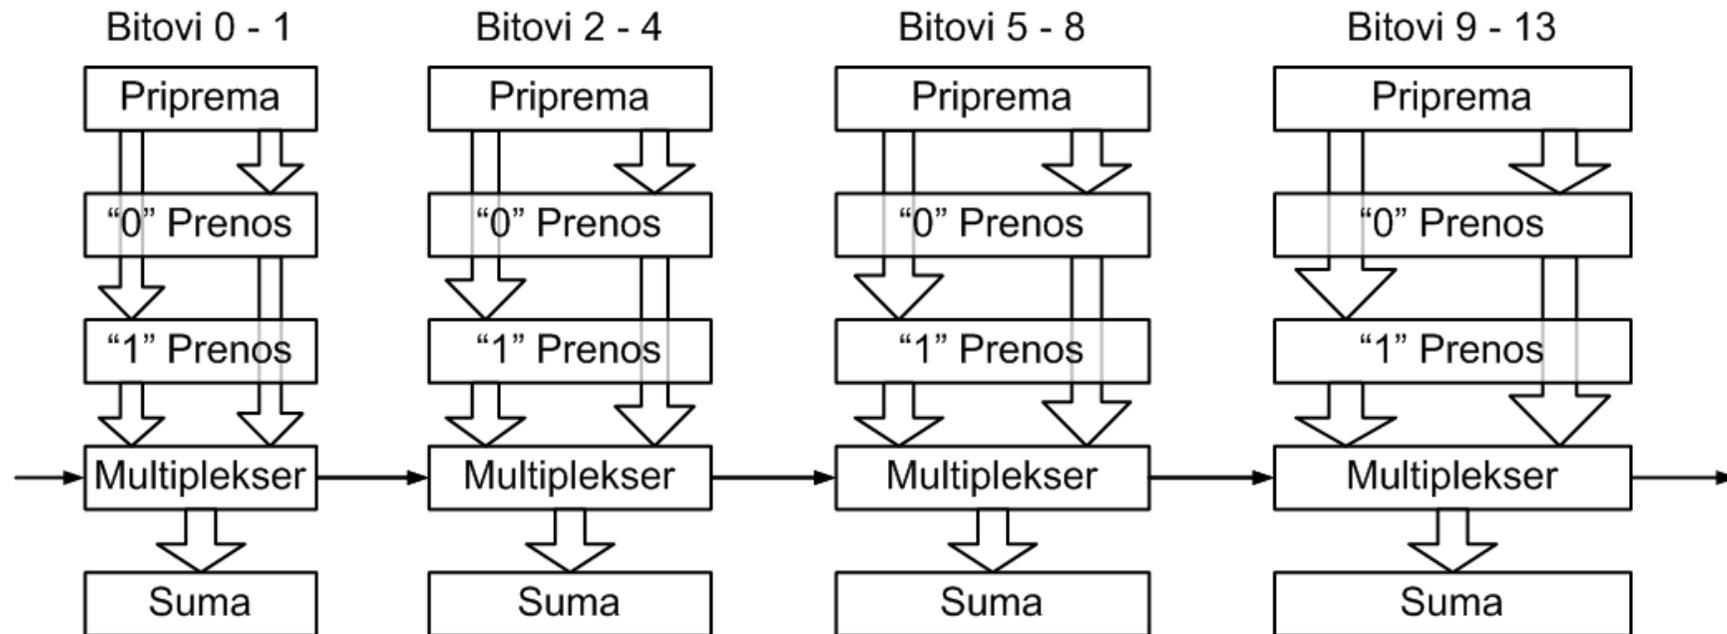 Bitovi 0 - 1
Bitovi 2 - 4
Bitovi 5 - 8
Bitovi 9 - 13
Priprema
Priprema
Priprema
Priprema
“0” Prenos
“0” Prenos
“0” Prenos
“0” Prenos
“1” Prenos
“1” Prenos
“1” Prenos
“1” Prenos
Multiplekser
Multiplekser
Multiplekser
Multiplekser
Suma
Suma
Suma
Suma